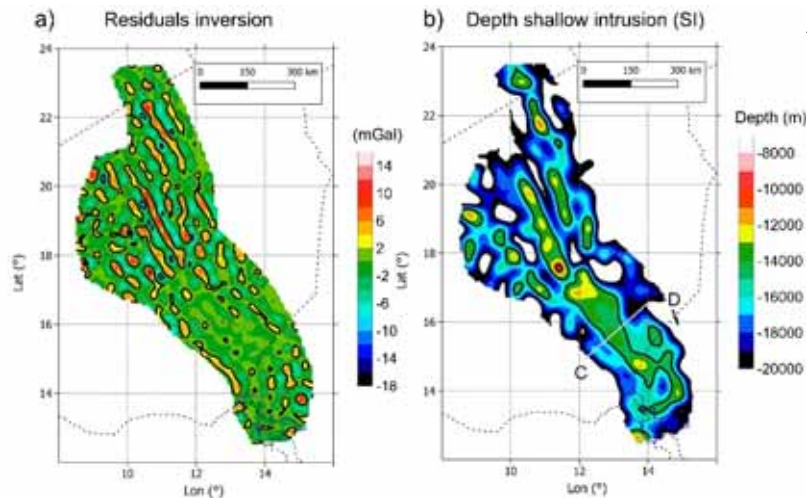 a) Residuals inversion
24
22
20
18
16
14
Lat (°)
10 12 14
Lon (°)
0 150 300 km
(mGal)
14
10
6
2
-2
-6
-10
-14
-18
b) Depth shallow intrusion (SI)
24
22
20
18
16
14
Lat (°)
10 12 14
Lon (°)
0 150 300 km
C
D
Depth (m)
-8000
-10000
-12000
-14000
-16000
-18000
-20000